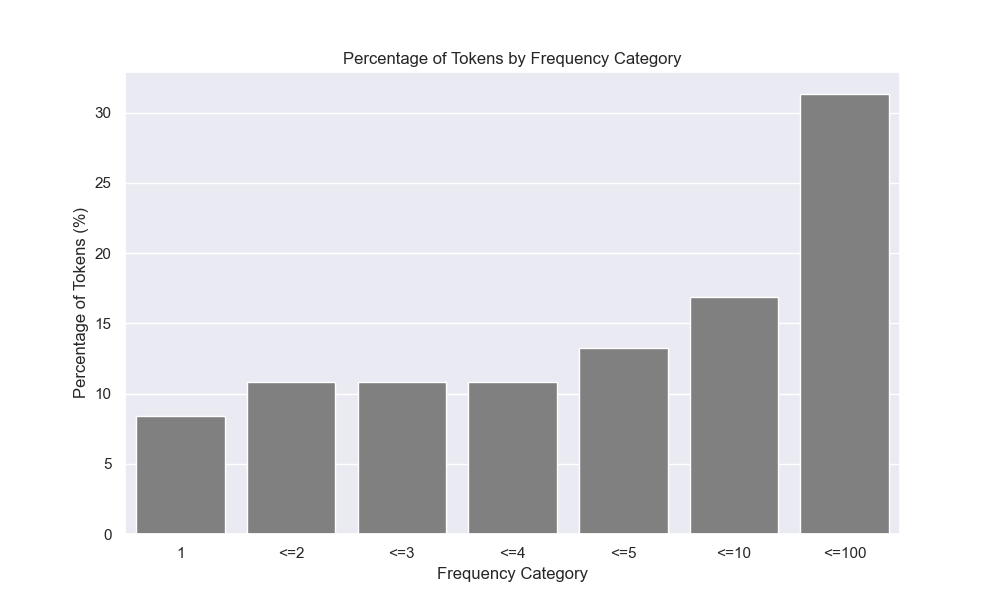 Percentage of Tokens by Frequency Category
Percentage of Tokens (%)
30
25
20
15
10
5
0
1 <=2 <=3 <=4 <=5 <=10 <=100
Frequency Category